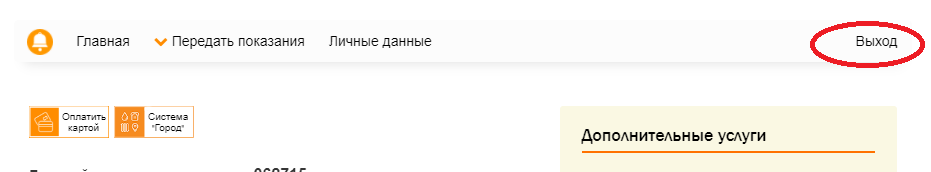 Главная Передать показания Личные данные Выход
Оплатить
картой
Система
"Город"
Дополнительные услуги